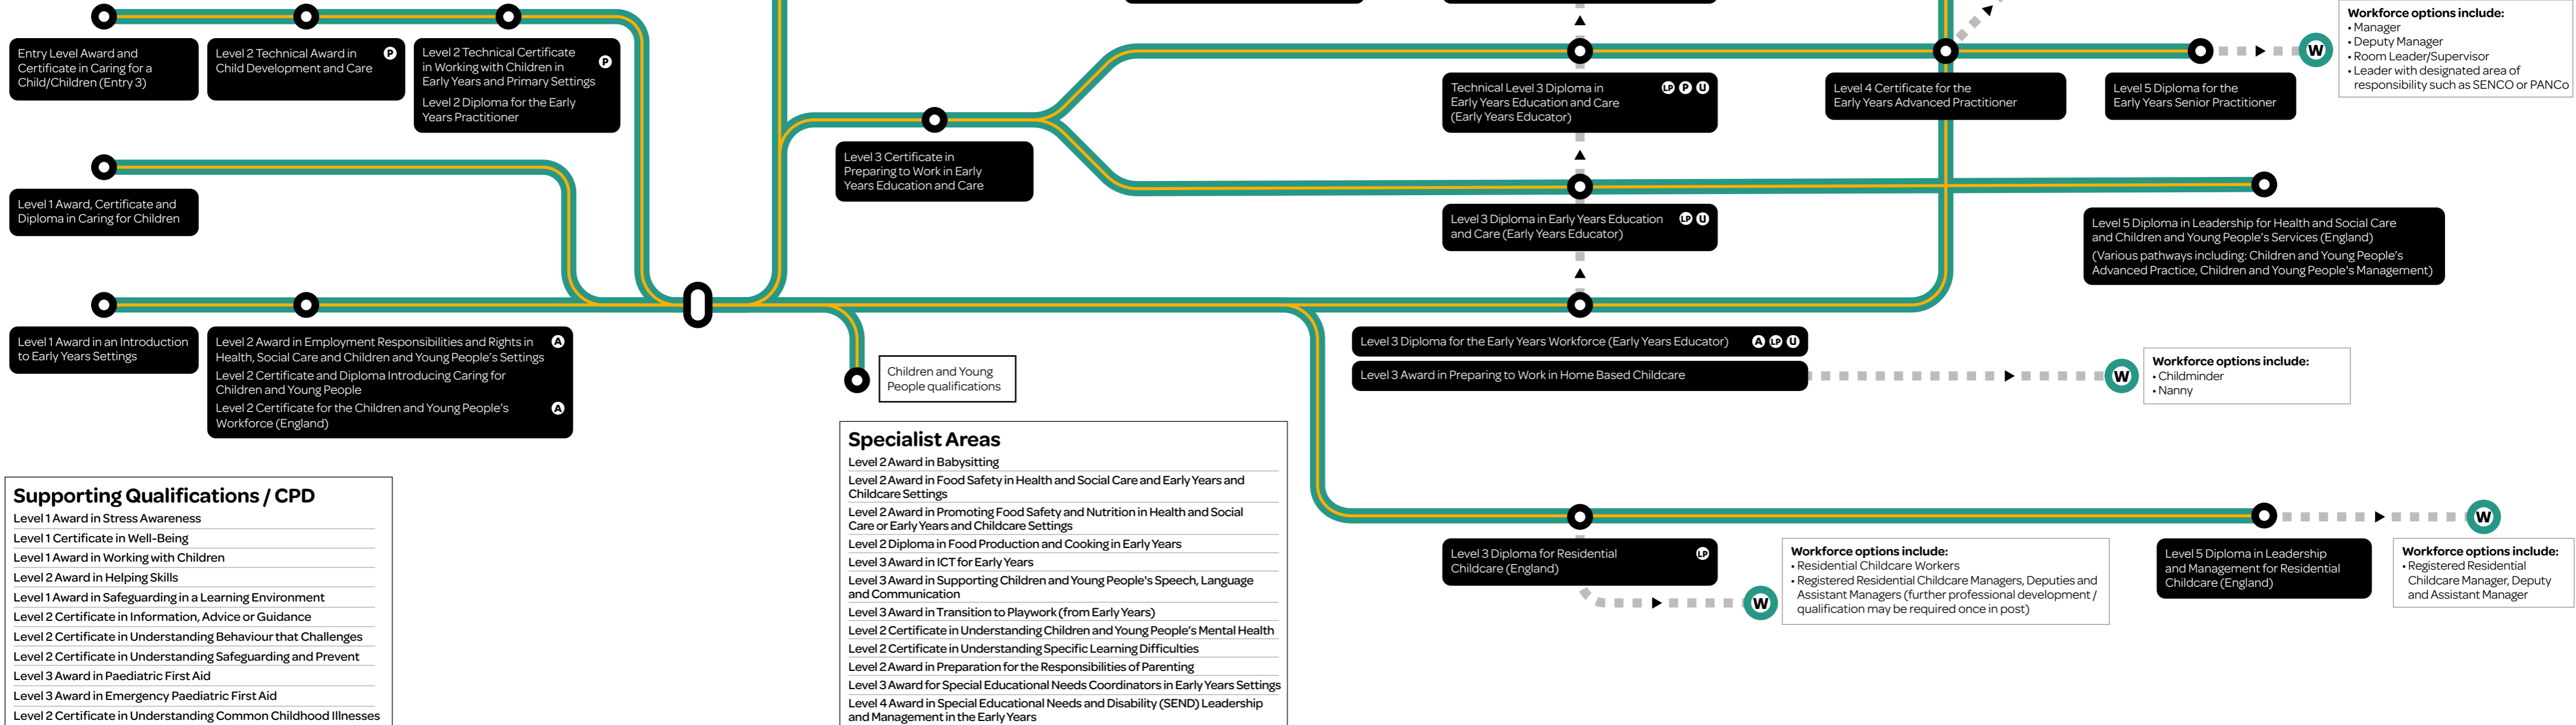 Entry Level Award and
Certificate in Caring for a
Child/Children (Entry 3)
Level 2 Technical Award in
Child Development and Care
P
Level 2 Technical Certificate
in Working with Children in
Early Years and Primary Settings
P
Level 2 Diploma for the Early
Years Practitioner
Level 1 Award, Certificate and
Diploma in Caring for Children
Level 1 Award in an Introduction
to Early Years Settings
Level 2 Award in Employment Responsibilities and Rights in
Health, Social Care and Children and Young People's Settings
A
Level 2 Certificate and Diploma Introducing Caring for
Children and Young People
Level 2 Certificate for the Children and Young People's
Workforce (England)
A
Level 3 Certificate in
Preparing to Work in Early
Years Education and Care
Technical Level 3 Diploma in
Early Years Education and Care
(Early Years Educator)
LP P U
Level 4 Certificate for the
Early Years Advanced Practitioner
Level 5 Diploma for the
Early Years Senior Practitioner
W
Workforce options include:
• Manager
• Deputy Manager
• Room Leader/Supervisor
• Leader with designated area of
responsibility such as SENCO or PANCo
Level 3 Diploma in Early Years Education
and Care (Early Years Educator)
LP U
Level 5 Diploma in Leadership for Health and Social Care
and Children and Young People's Services (England)
(Various pathways including: Children and Young People's
Advanced Practice, Children and Young People's Management)
Children and Young
People qualifications
Level 3 Diploma for the Early Years Workforce (Early Years Educator) A LP U
Level 3 Award in Preparing to Work in Home Based Childcare
W
Workforce options include:
• Childminder
• Nanny
Level 3 Diploma for Residential
Childcare (England)
LP
W
Workforce options include:
• Residential Childcare Workers
• Registered Residential Childcare Managers, Deputies and
Assistant Managers (further professional development /
qualification may be required once in post)
Level 5 Diploma in Leadership
and Management for Residential
Childcare (England)
W
Workforce options include:
• Registered Residential
Childcare Manager, Deputy
and Assistant Manager
Supporting Qualifications / CPD
Level 1 Award in Stress Awareness
Level 1 Certificate in Well-Being
Level 1 Award in Working with Children
Level 2 Award in Helping Skills
Level 1 Award in Safeguarding in a Learning Environment
Level 2 Certificate in Information, Advice or Guidance
Level 2 Certificate in Understanding Behaviour that Challenges
Level 2 Certificate in Understanding Safeguarding and Prevent
Level 3 Award in Paediatric First Aid
Level 3 Award in Emergency Paediatric First Aid
Level 2 Certificate in Understanding Common Childhood Illnesses
Specialist Areas
Level 2 Award in Babysitting
Level 2 Award in Food Safety in Health and Social Care and Early Years and
Childcare Settings
Level 2 Award in Promoting Food Safety and Nutrition in Health and Social
Care or Early Years and Childcare Settings
Level 2 Diploma in Food Production and Cooking in Early Years
Level 3 Award in ICT for Early Years
Level 3 Award in Supporting Children and Young People's Speech, Language
and Communication
Level 3 Award in Transition to Playwork (from Early Years)
Level 2 Certificate in Understanding Children and Young People's Mental Health
Level 2 Certificate in Understanding Specific Learning Difficulties
Level 2 Award in Preparation for the Responsibilities of Parenting
Level 3 Award for Special Educational Needs Coordinators in Early Years Settings
Level 4 Award in Special Educational Needs and Disability (SEND) Leadership
and Management in the Early Years